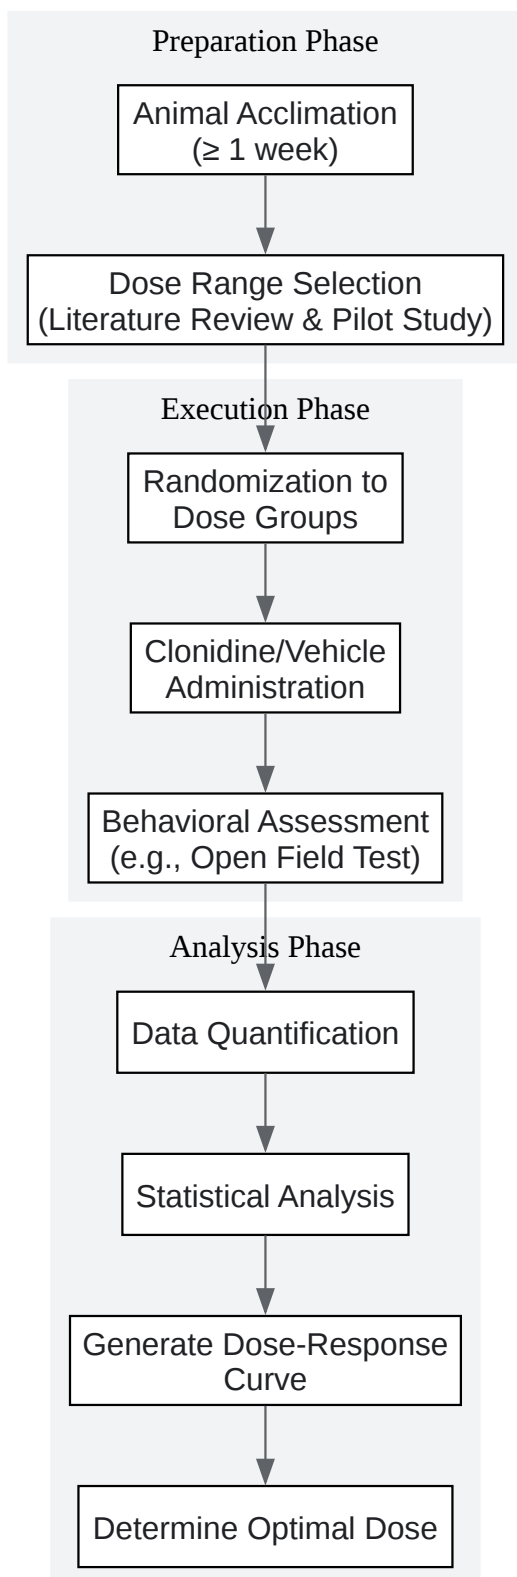 Preparation Phase
Animal Acclimation
(≥ 1 week)
Dose Range Selection
(Literature Review & Pilot Study)
Execution Phase
Randomization to
Dose Groups
Clonidine/Vehicle
Administration
Behavioral Assessment
(e.g., Open Field Test)
Analysis Phase
Data Quantification
Statistical Analysis
Generate Dose-Response
Curve
Determine Optimal Dose